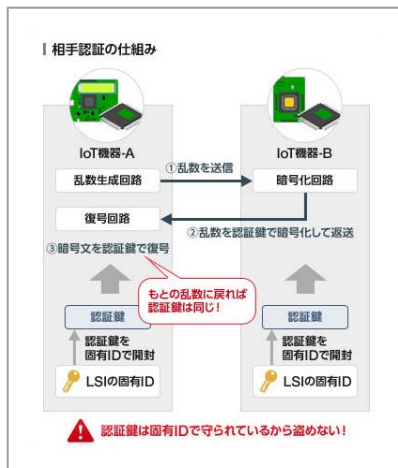 相手認証の仕組み
IoT機器-A
IoT機器-B
①乱数を送信
乱数生成回路
暗号化回路
復号回路
②乱数を認証鍵で暗号化して返送
③暗号文を認証鍵で復号
もとの乱数に戻れば
認証鍵は同じ！
認証鍵
認証鍵
認証鍵を
固有IDで開封
認証鍵を
固有IDで開封
LSIの固有ID
LSIの固有ID
認証鍵は固有IDで守られているから盗めない！